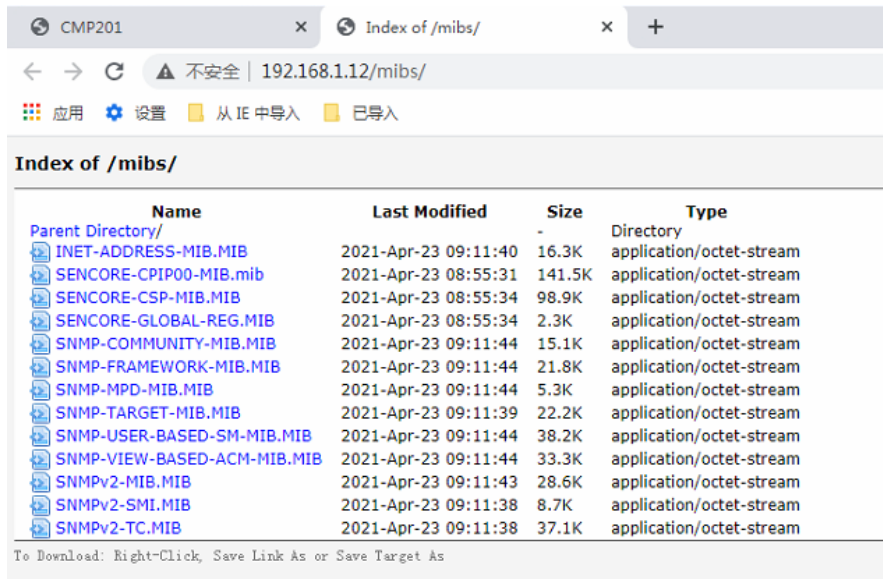 CMP201 Index of /mibs/
不安全 192.168.1.12/mibs/
应用 设置 从 IE 中导入 已导入
Index of /mibs/
Name Last Modified Size Type
Parent Directory/ - Directory
INET-ADDRESS-MIB.MIB 2021-Apr-23 09:11:40 16.3K application/octet-stream
SENCORE-CPIP00-MIB.mib 2021-Apr-23 08:55:31 141.5K application/octet-stream
SENCORE-CSP-MIB.MIB 2021-Apr-23 08:55:34 98.9K application/octet-stream
SENCORE-GLOBAL-REG.MIB 2021-Apr-23 08:55:34 2.3K application/octet-stream
SNMP-COMMUNITY-MIB.MIB 2021-Apr-23 09:11:44 15.1K application/octet-stream
SNMP-FRAMEWORK-MIB.MIB 2021-Apr-23 09:11:44 21.8K application/octet-stream
SNMP-MPD-MIB.MIB 2021-Apr-23 09:11:44 5.3K application/octet-stream
SNMP-TARGET-MIB.MIB 2021-Apr-23 09:11:39 22.2K application/octet-stream
SNMP-USER-BASED-SM-MIB.MIB 2021-Apr-23 09:11:44 38.2K application/octet-stream
SNMP-VIEW-BASED-ACM-MIB.MIB 2021-Apr-23 09:11:44 33.3K application/octet-stream
SNMPv2-MIB.MIB 2021-Apr-23 09:11:43 28.6K application/octet-stream
SNMPv2-SMI.MIB 2021-Apr-23 09:11:38 8.7K application/octet-stream
SNMPv2-TC.MIB 2021-Apr-23 09:11:38 37.1K application/octet-stream
To Download: Right-Click, Save Link As or Save Target As